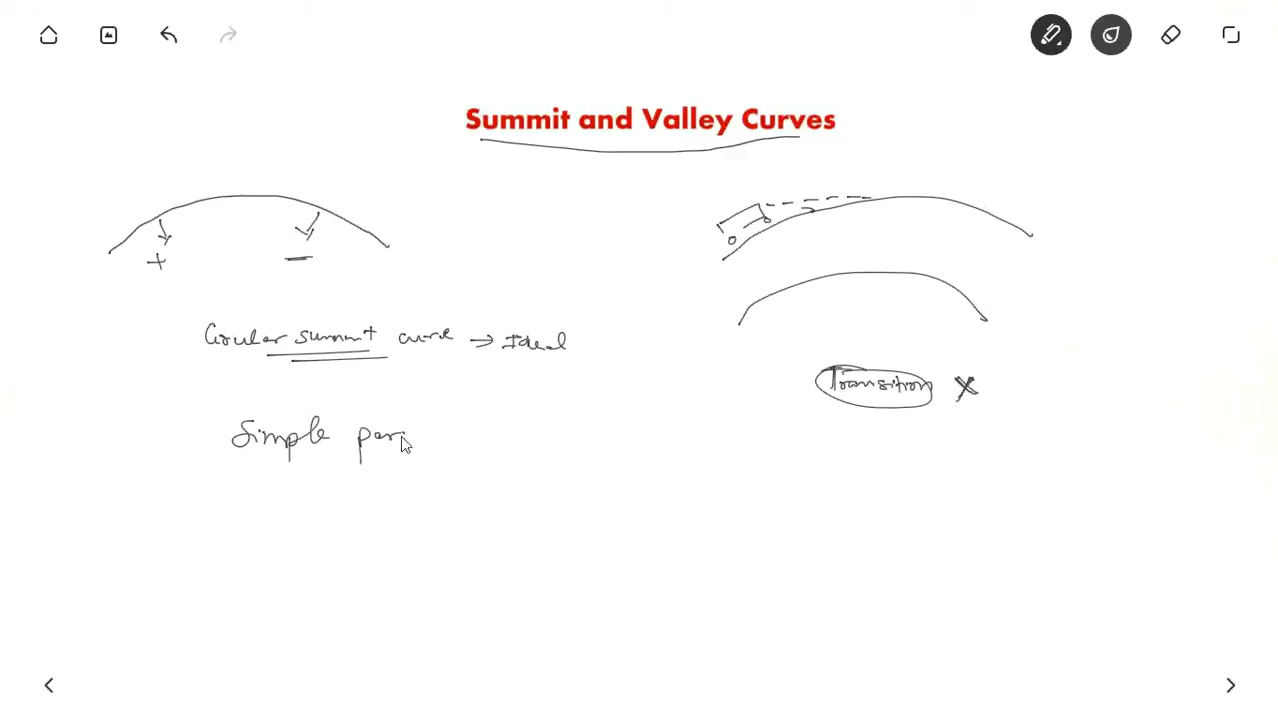 Summit and Valley Curves
+ —
Circular summit curve → Ideal
Transition X
Simple par